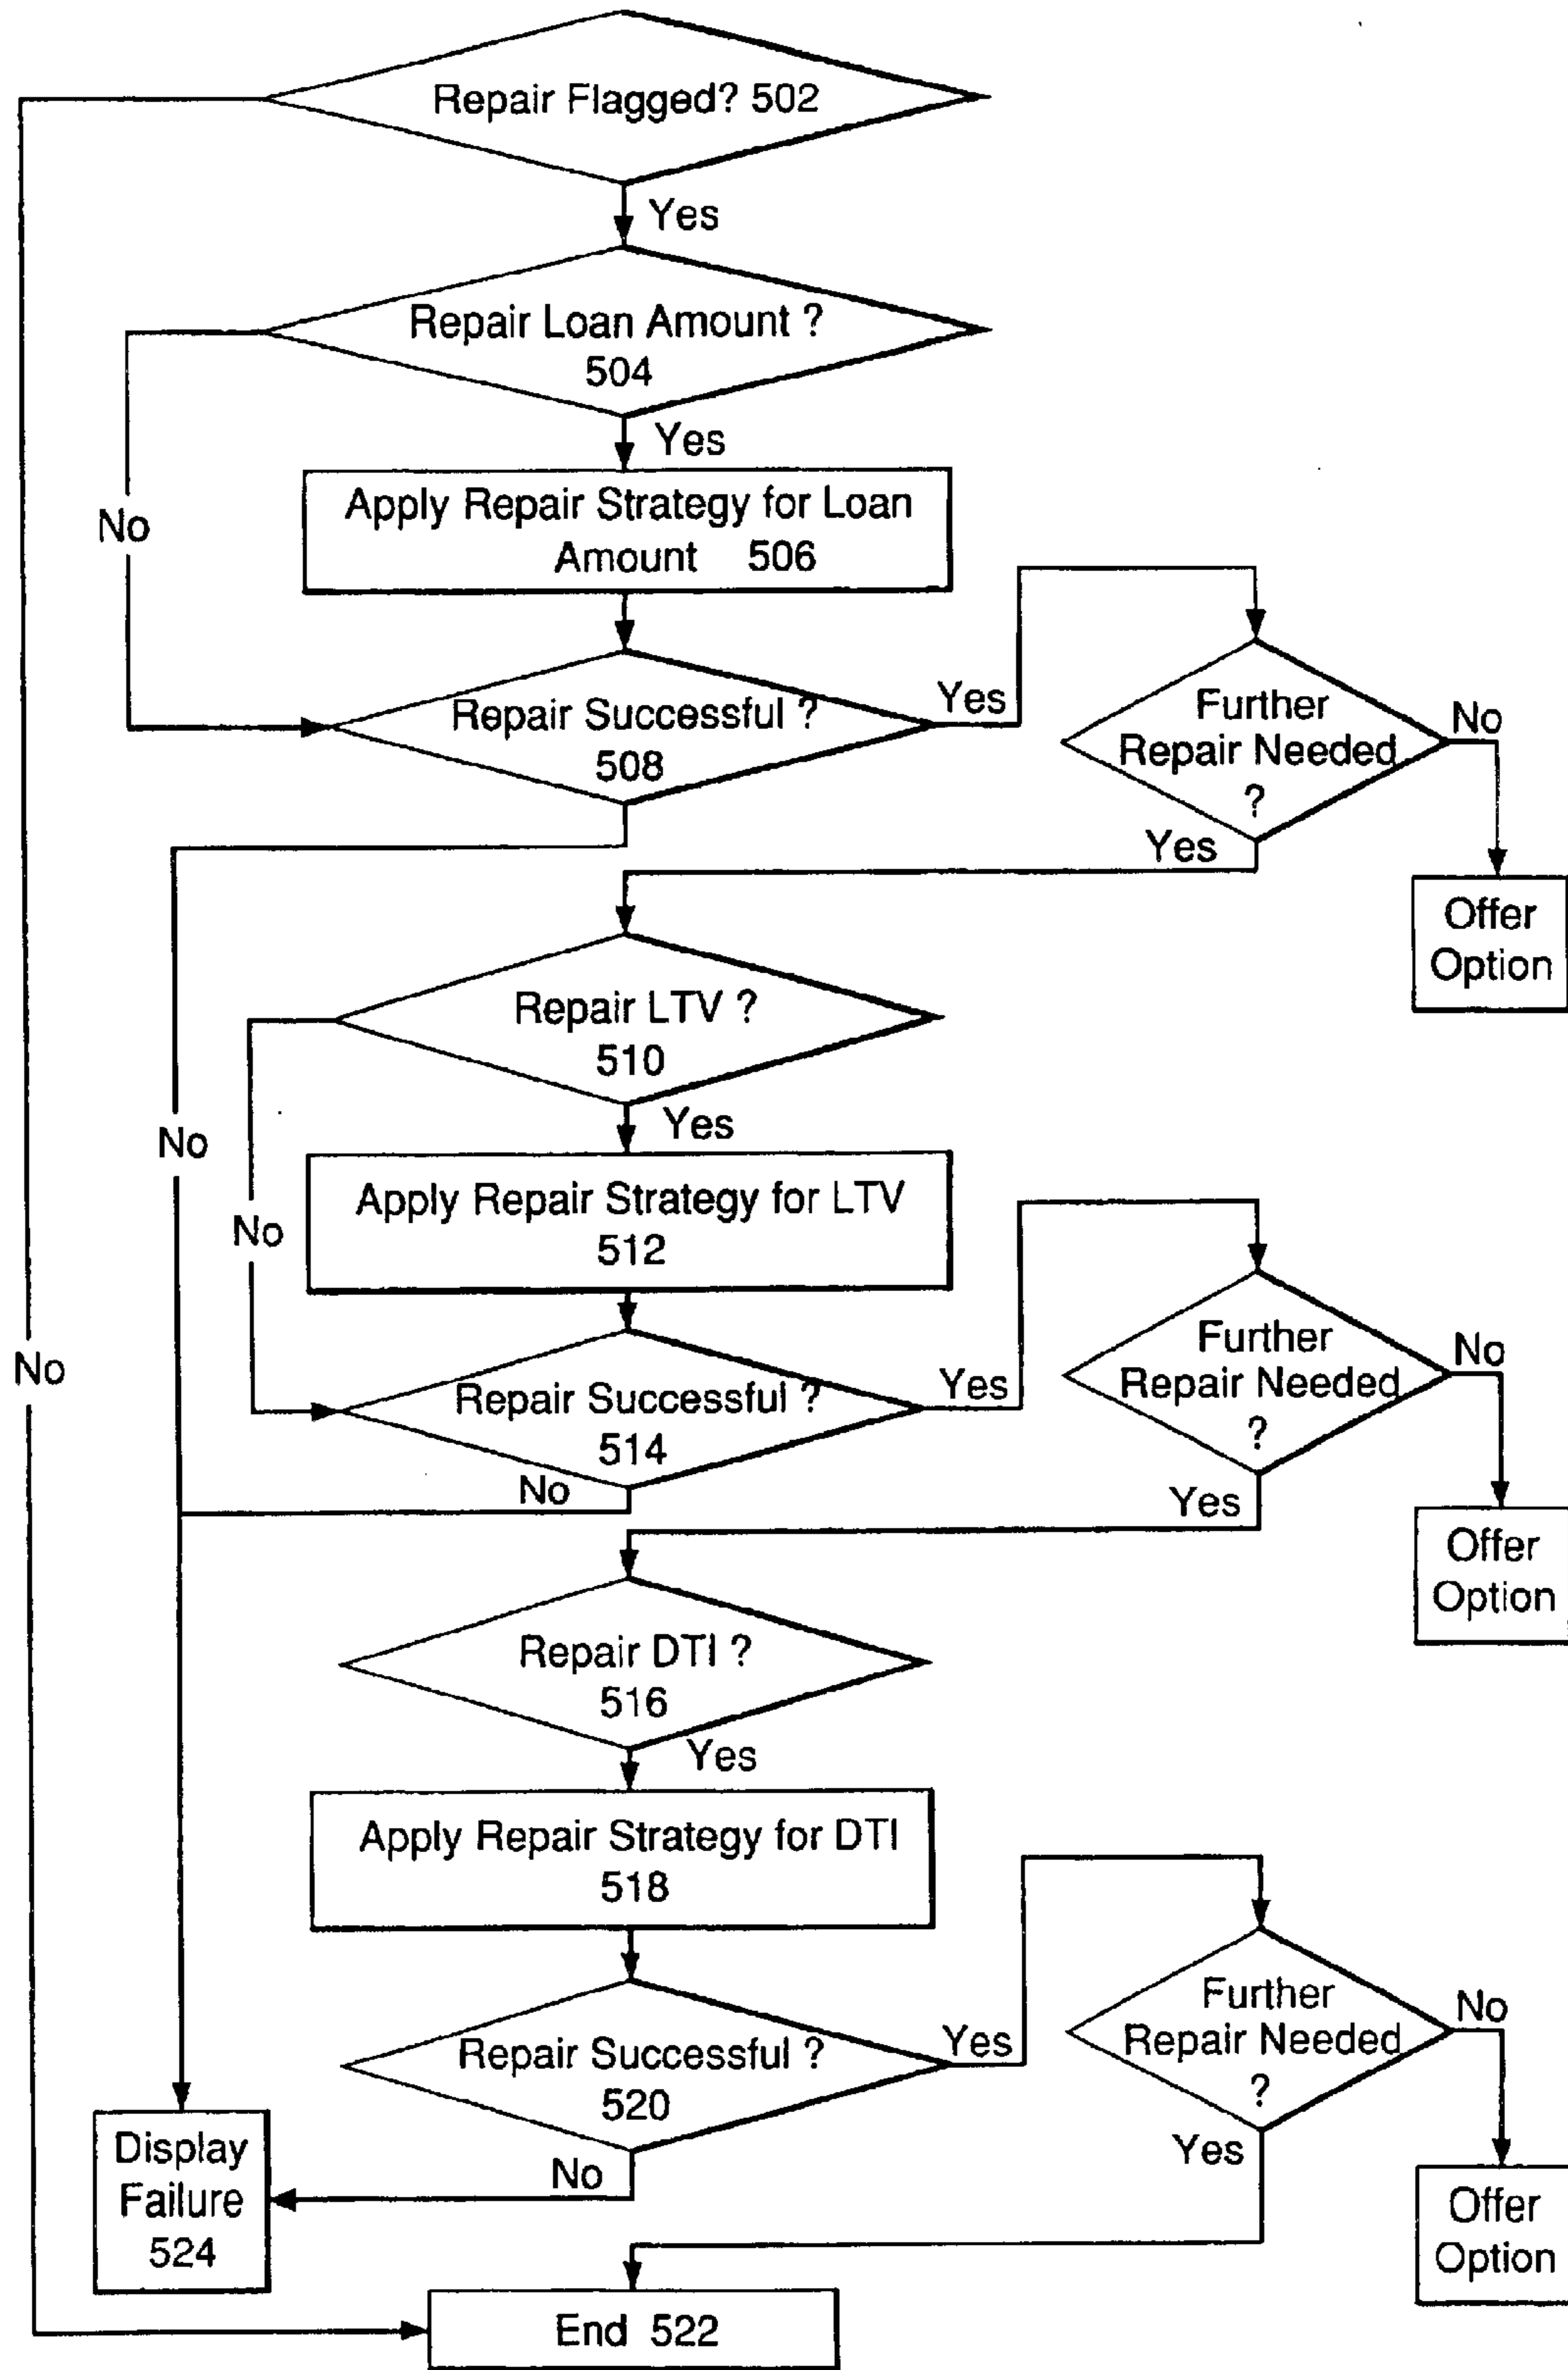 Repair Flagged? 502
Yes
Repair Loan Amount ?
504
Yes
No
Apply Repair Strategy for Loan
Amount 506
Repair Successful ?
508
Yes
Further
Repair Needed
?
No
Yes
Offer
Option
Repair LTV ?
510
Yes
No
No
Apply Repair Strategy for LTV
512
Repair Successful ?
514
Yes
No
Further
Repair Needed
?
No
Yes
Offer
Option
No
Repair DTI ?
516
Yes
Apply Repair Strategy for DTI
518
Repair Successful ?
520
Yes
No
Further
Repair Needed
?
No
Yes
Offer
Option
Display
Failure
524
End 522